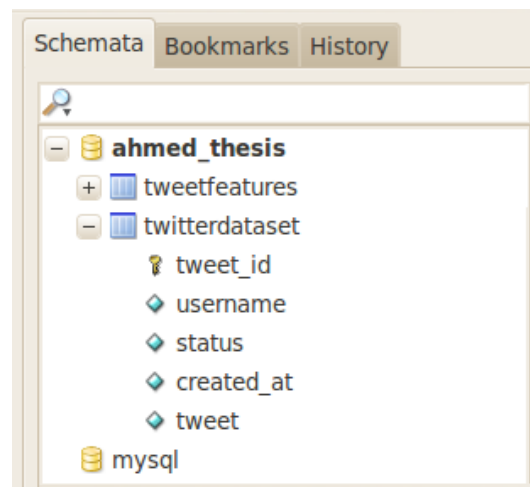 Schemata Bookmarks History
ahmed_thesis
tweetfeatures
twitterdataset
tweet_id
username
status
created_at
tweet
mysql